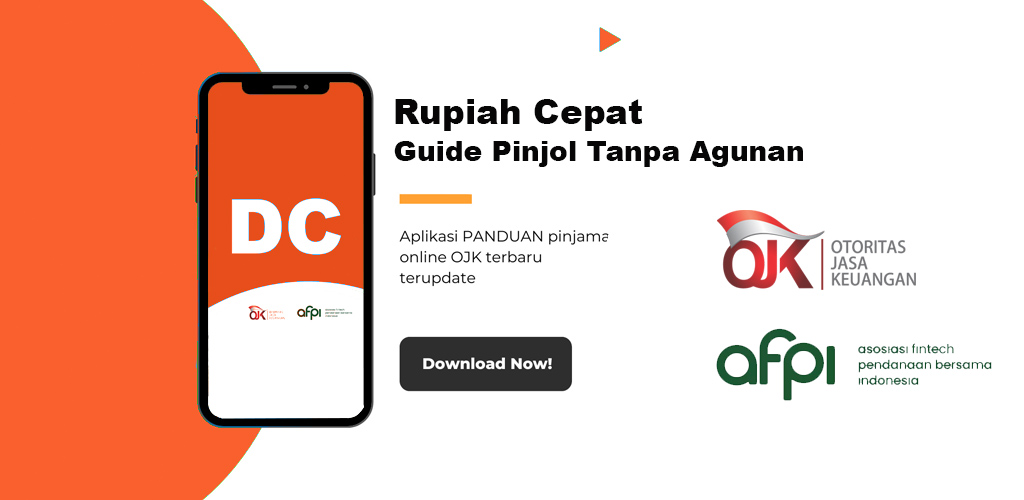 Rupiah Cepat
Guide Pinjol Tanpa Agunan
DC
Aplikasi PANDUAN pinjama
online OJK terbaru
terupdate
OJK
OTORITAS
JASA
KEUANGAN
OJK
afpi
Download Now!
afpi
asosiasi fintech
pendanaan bersama
indonesia